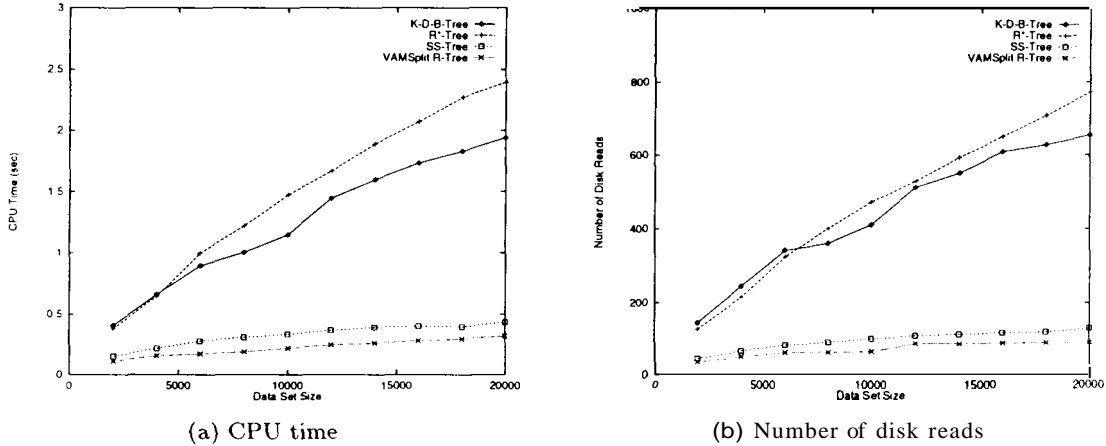 3
2.5
2
1 5
1
0 5
0
CPU Time (sec)
K-D-B-Tree
R*-Tree
SS-Tree
VAMSplit R-Tree
0 5000 10000 15000 20000
Data Set Size
(a) CPU time
1000
800
600
400
200
0
Number of Disk Reads
K-D-B-Tree
R*-Tree
SS-Tree
VAMSplit R-Tree
0 5000 10000 15000 20000
Data Set Size
(b) Number of disk reads